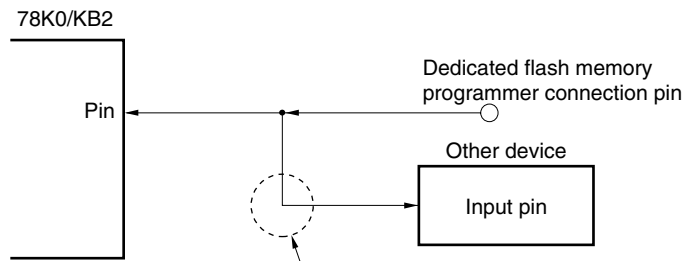 78K0/KB2
Dedicated flash memory
programmer connection pin
Pin
Other device
Input pin